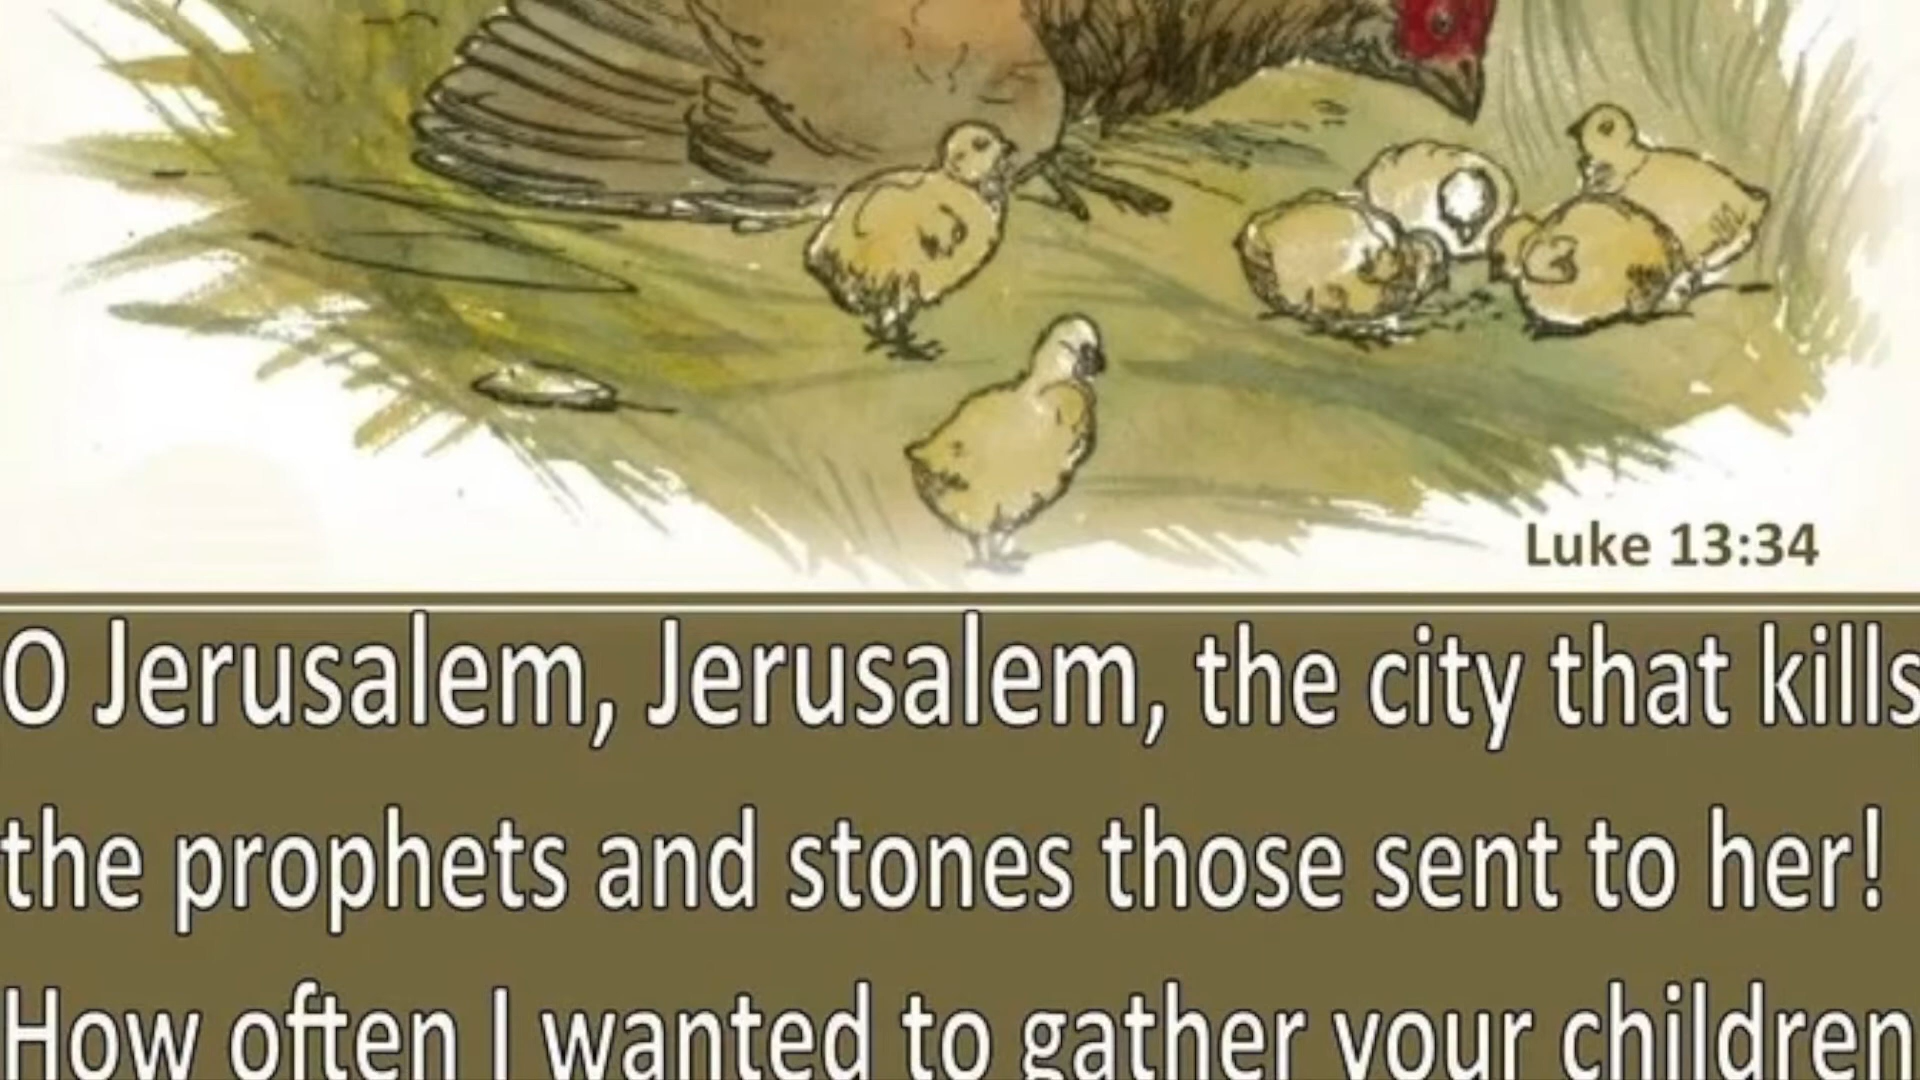 Luke 13:34
O Jerusalem, Jerusalem, the city that kills
the prophets and stones those sent to her!
How often I wanted to gather your children